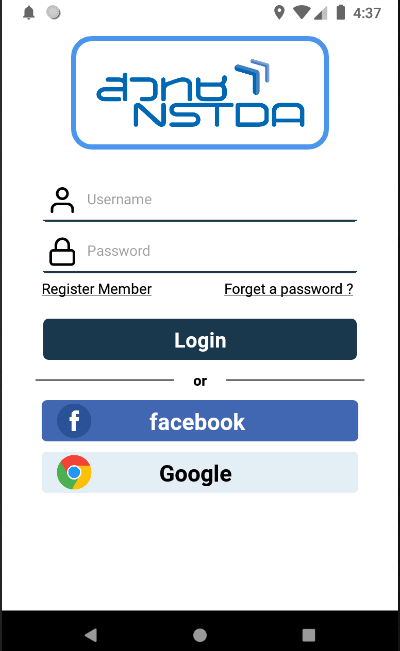 4:37
สวทช
NSTDA
Username
Password
Register Member Forget a password ?
Login
or
f facebook
Google